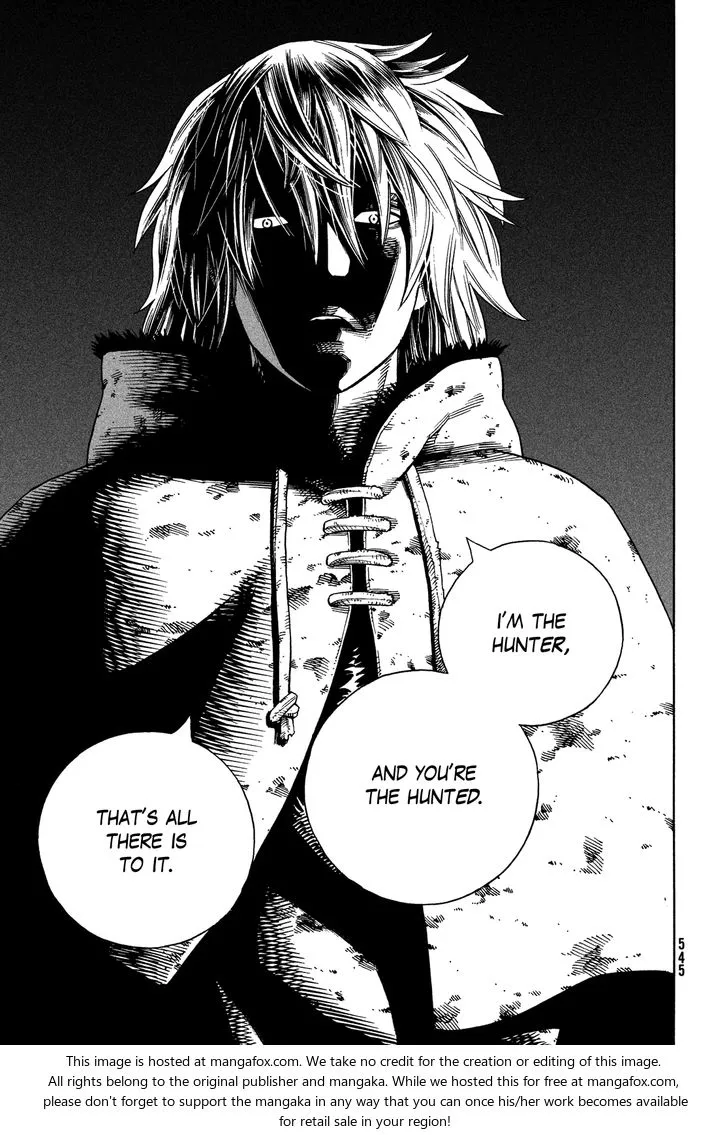 I'M THE
HUNTER,
AND YOU'RE
THE HUNTED.
THAT'S ALL
THERE IS
TO IT.
545
This image is hosted at mangafox.com. We take no credit for the creation or editing of this image.
All rights belong to the original publisher and mangaka. While we hosted this for free at mangafox.com,
please don't forget to support the mangaka in any way that you can once his/her work becomes available
for retail sale in your region!